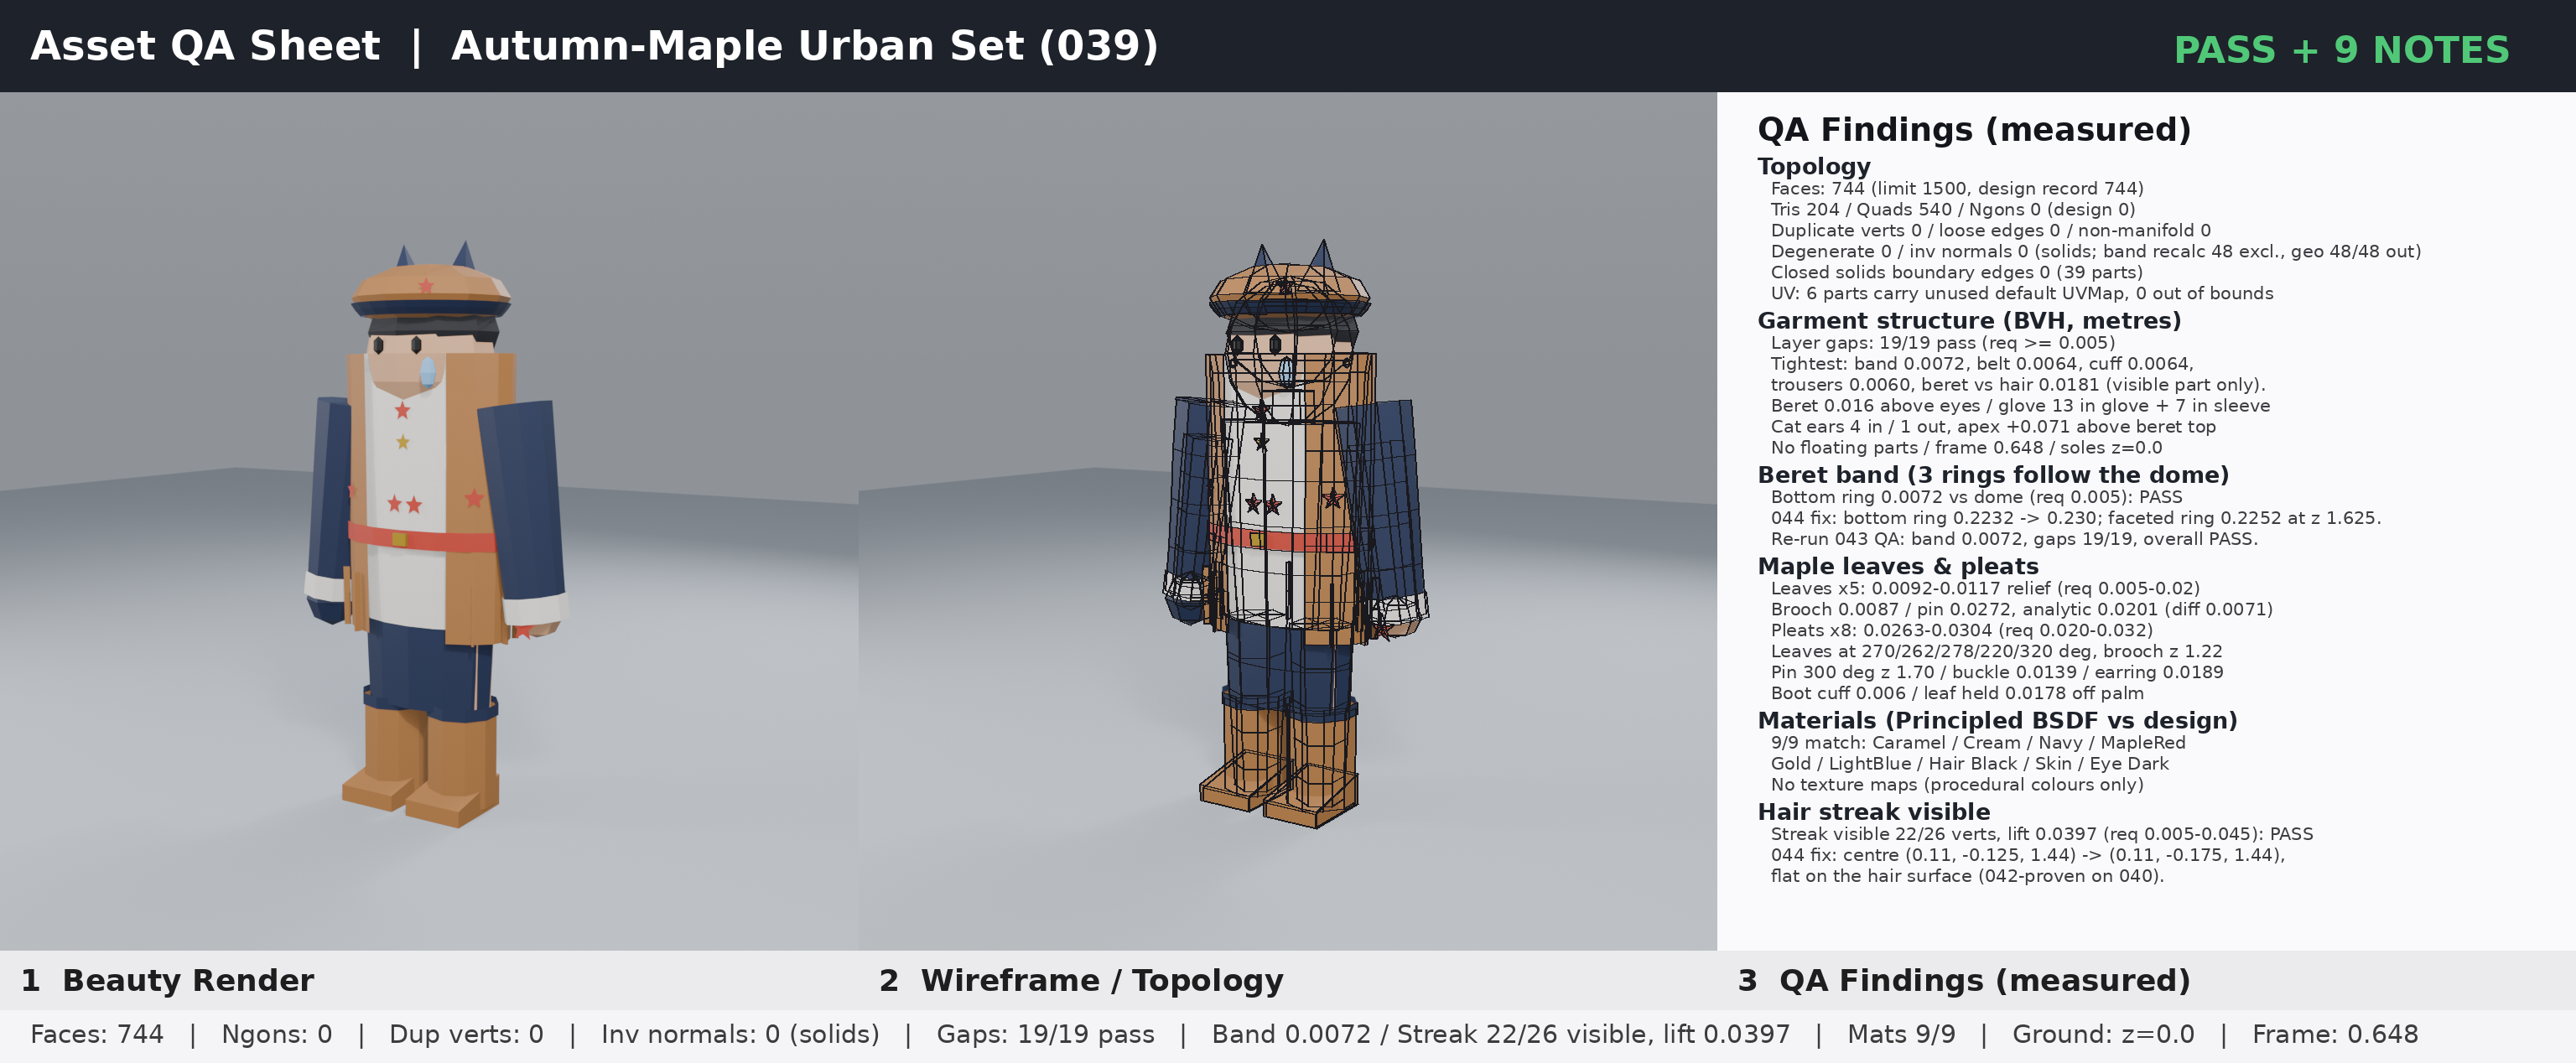 Asset QA Sheet | Autumn-Maple Urban Set (039)
PASS + 9 NOTES
QA Findings (measured)
Topology
Faces: 744 (limit 1500, design record 744)
Tris 204 / Quads 540 / Ngons 0 (design 0)
Duplicate verts 0 / loose edges 0 / non-manifold 0
Degenerate 0 / inv normals 0 (solids; band recalc 48 excl., geo 48/48 out)
Closed solids boundary edges 0 (39 parts)
UV: 6 parts carry unused default UVMap, 0 out of bounds
Garment structure (BVH, metres)
Layer gaps: 19/19 pass (req >= 0.005)
Tightest: band 0.0072, belt 0.0064, cuff 0.0064,
trousers 0.0060, beret vs hair 0.0181 (visible part only).
Beret 0.016 above eyes / glove 13 in glove + 7 in sleeve
Cat ears 4 in / 1 out, apex +0.071 above beret top
No floating parts / frame 0.648 / soles z=0.0
Beret band (3 rings follow the dome)
Bottom ring 0.0072 vs dome (req 0.005): PASS
044 fix: bottom ring 0.2232 -> 0.230; faceted ring 0.2252 at z 1.625.
Re-run 043 QA: band 0.0072, gaps 19/19, overall PASS.
Maple leaves & pleats
Leaves x5: 0.0092-0.0117 relief (req 0.005-0.02)
Brooch 0.0087 / pin 0.0272, analytic 0.0201 (diff 0.0071)
Pleats x8: 0.0263-0.0304 (req 0.020-0.032)
Leaves at 270/262/278/220/320 deg, brooch z 1.22
Pin 300 deg z 1.70 / buckle 0.0139 / earring 0.0189
Boot cuff 0.006 / leaf held 0.0178 off palm
Materials (Principled BSDF vs design)
9/9 match: Caramel / Cream / Navy / MapleRed
Gold / LightBlue / Hair Black / Skin / Eye Dark
No texture maps (procedural colours only)
Hair streak visible
Streak visible 22/26 verts, lift 0.0397 (req 0.005-0.045): PASS
044 fix: centre (0.11, -0.125, 1.44) -> (0.11, -0.175, 1.44),
flat on the hair surface (042-proven on 040).
1 Beauty Render
2 Wireframe / Topology
3 QA Findings (measured)
Faces: 744 | Ngons: 0 | Dup verts: 0 | Inv normals: 0 (solids) | Gaps: 19/19 pass | Band 0.0072 / Streak 22/26 visible, lift 0.0397 | Mats 9/9 | Ground: z=0.0 | Frame: 0.648